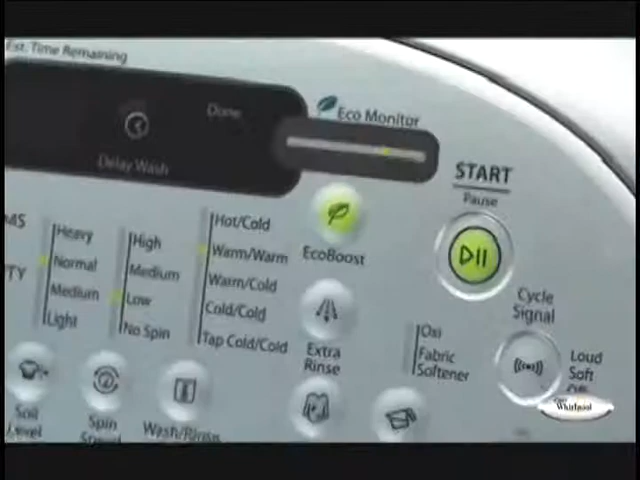 Est. Time Remaining
Done
Delay Wash
Eco Monitor
START
Pause
EcoBoost
Heavy
Normal
Medium
Light
High
Medium
Low
No Spin
Hot/Cold
Warm/Warm
Warm/Cold
Cold/Cold
Tap Cold/Cold
Extra
Rinse
Oxi
Fabric
Softener
Cycle
Signal
Loud
Soft
Off
Soil
Level
Spin
Speed
Wash/Rinse
Whirlpool